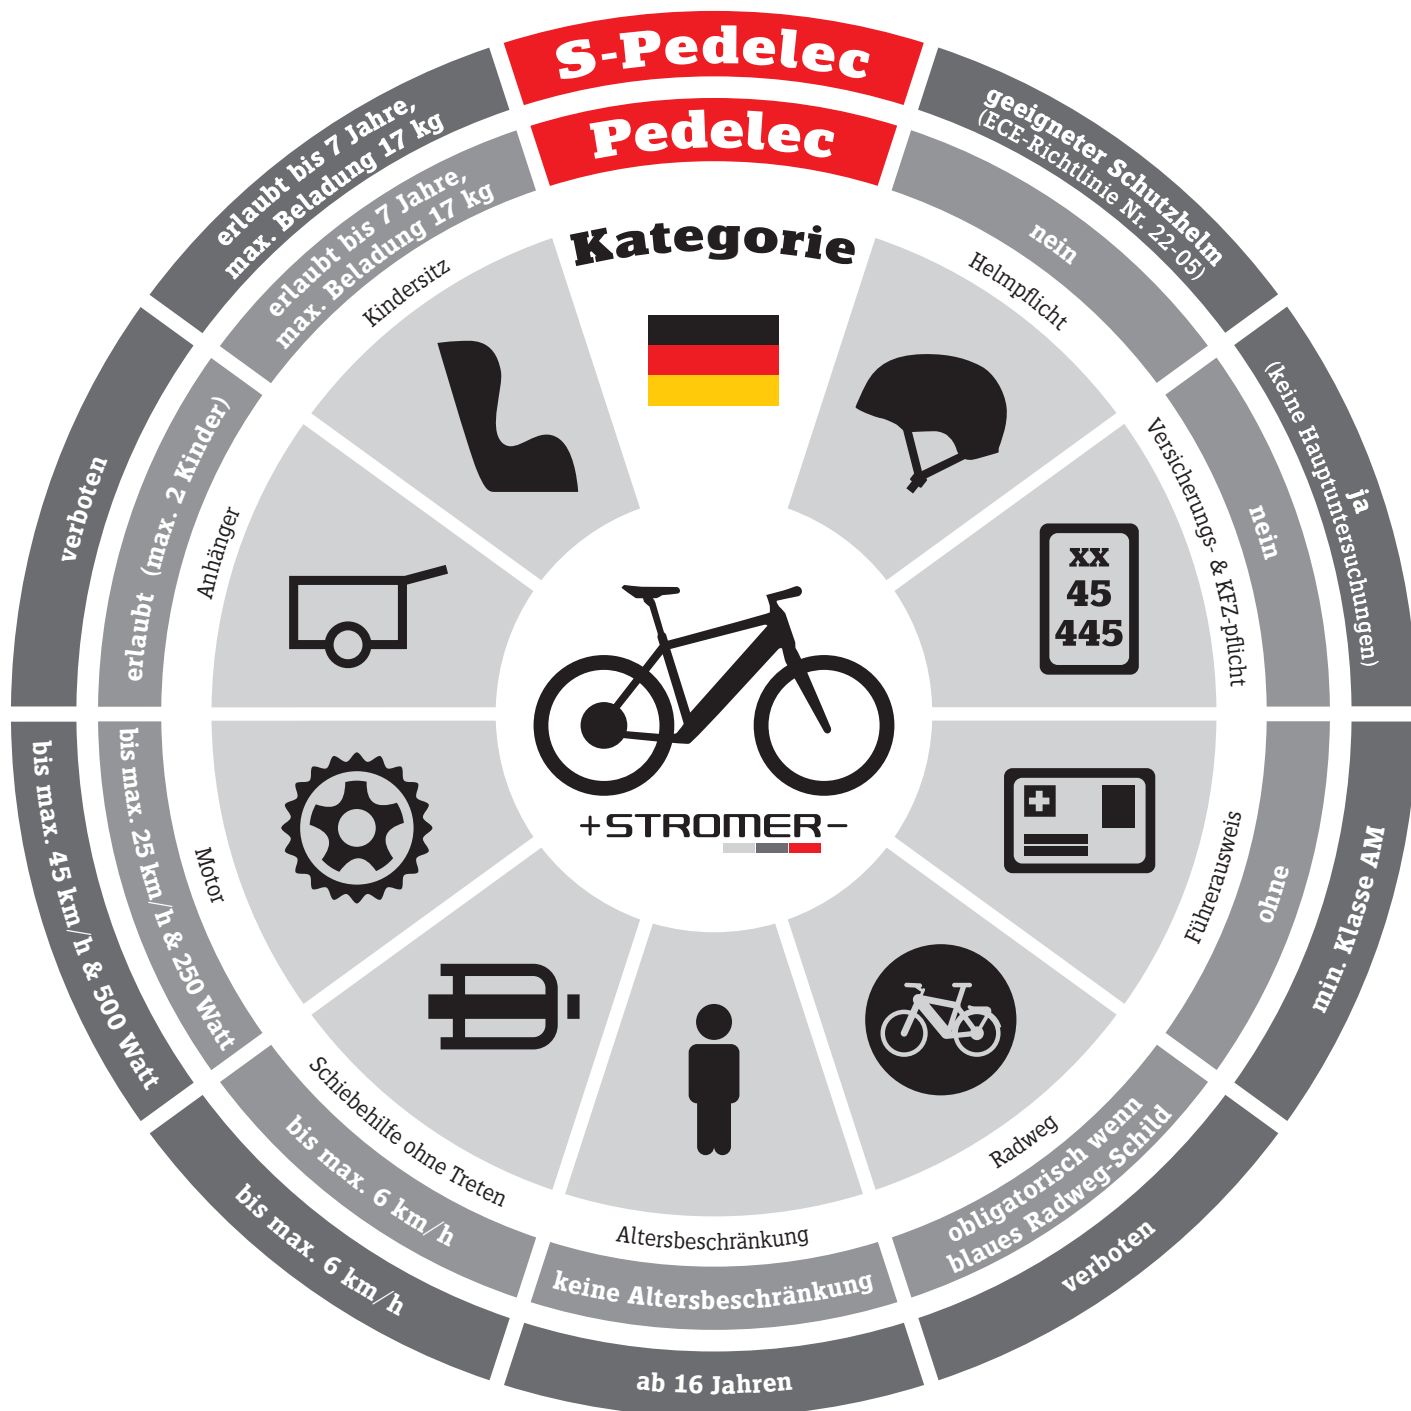 S-Pedelec
Pedelec
Kategorie
geeigneter Schutzhelm
(ECE-Richtlinie Nr. 22-05)
nein
Helmpflicht
ja
(keine Hauptuntersuchungen)
nein
Versicherungs- & KFZ-pflicht
xx
45
445
min. Klasse AM
ohne
Führerausweis
verboten
obligatorisch wenn
blaues Radweg-Schild
Radweg
ab 16 Jahren
keine Altersbeschränkung
Altersbeschränkung
bis max. 6 km/h
bis max. 6 km/h
Schiebehilfe ohne Treten
bis max. 45 km/h & 500 Watt
bis max. 25 km/h & 250 Watt
Motor
verboten
erlaubt (max. 2 Kinder)
Anhänger
erlaubt bis 7 Jahre,
max. Beladung 17 kg
erlaubt bis 7 Jahre,
max. Beladung 17 kg
Kindersitz
+STROMER-